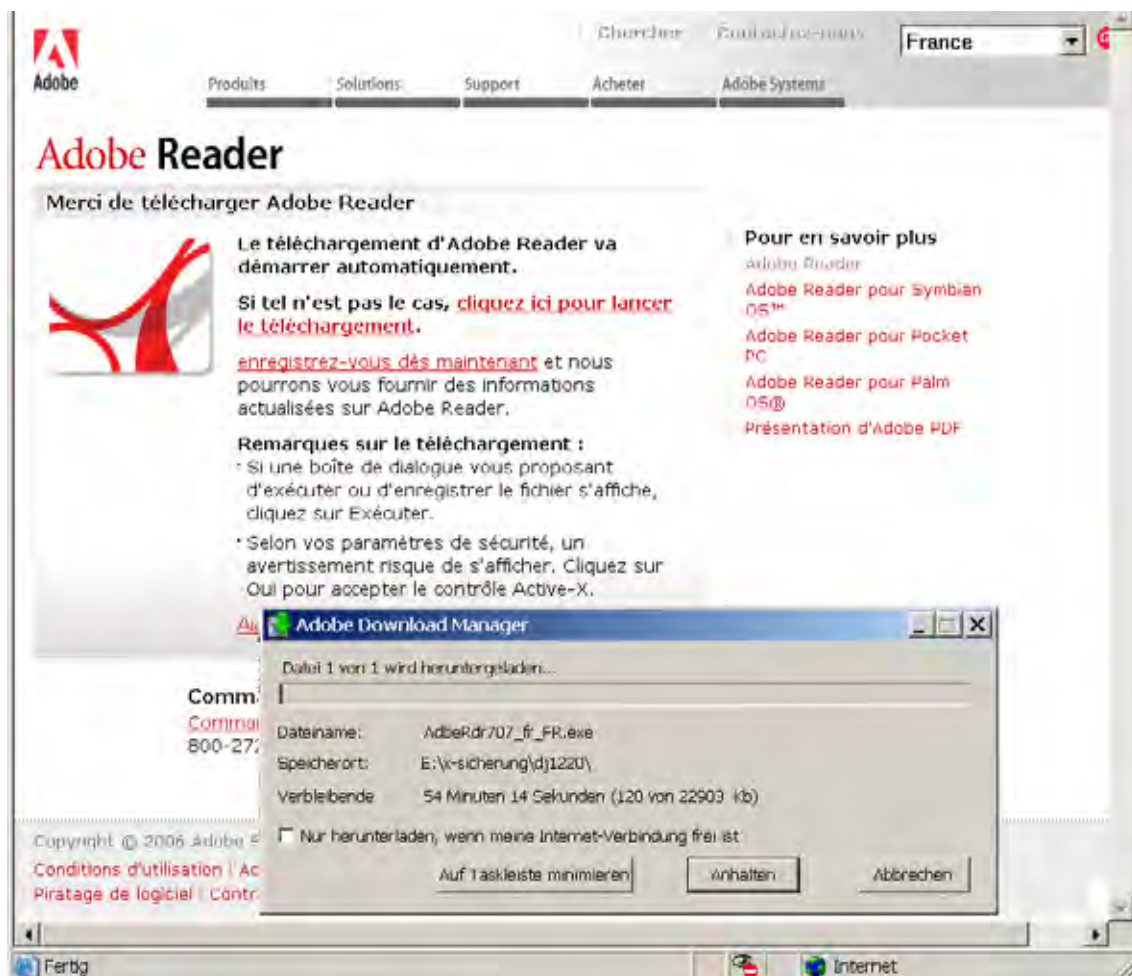 Chercher Contactez-nous France
Adobe
Produits Solutions Support Acheter Adobe Systems
Adobe Reader
Merci de télécharger Adobe Reader
Le téléchargement d'Adobe Reader va
démarrer automatiquement.
Si tel n'est pas le cas, cliquez ici pour lancer
le téléchargement.
enregistrez-vous dès maintenant et nous
pourrons vous fournir des informations
actualisées sur Adobe Reader.
Remarques sur le téléchargement :
Si une boîte de dialogue vous proposant
d'exécuter ou d'enregistrer le fichier s'affiche,
cliquez sur Exécuter.
Selon vos paramètres de sécurité, un
avertissement risque de s'afficher. Cliquez sur
Oui pour accepter le contrôle Active-X.
Pour en savoir plus
Adobe Reader
Adobe Reader pour Symbian
OS™
Adobe Reader pour Pocket
PC
Adobe Reader pour Palm
OS®
Présentation d'Adobe PDF
Adobe Download Manager
Datei 1 von 1 wird heruntergeladen...
Dateiname: AdbeRdr707_fr_FR.exe
Speicherort: E:\x-sicherung\dj1220\
Verbleibende 54 Minuten 14 Sekunden (120 von 22903 kb)
Nur herunterladen, wenn meine Internet-Verbindung frei ist
Auf Taskleiste minimieren Anhalten Abbrechen
Comm
800-27
Copyright © 2006 Adobe
Conditions d'utilisation | Ac
Piratage de logiciel | Contr
Fertig Internet